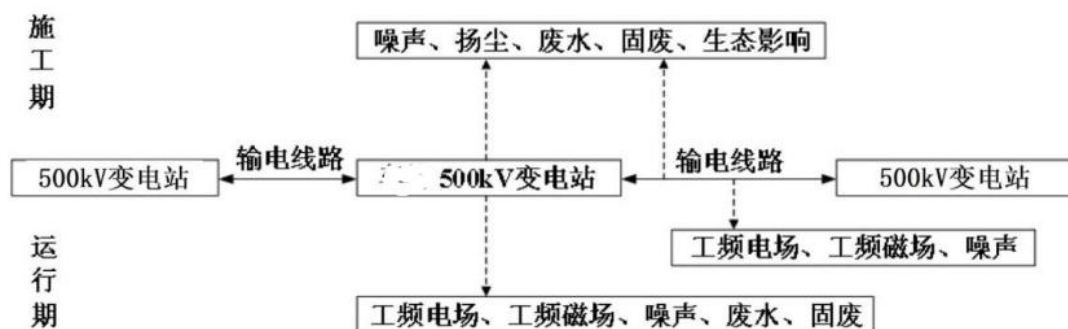 施工期
噪声、扬尘、废水、固废、生态影响
500kV变电站
输电线路
500kV变电站
输电线路
500kV变电站
工频电场、工频磁场、噪声
运行期
工频电场、工频磁场、噪声、废水、固废